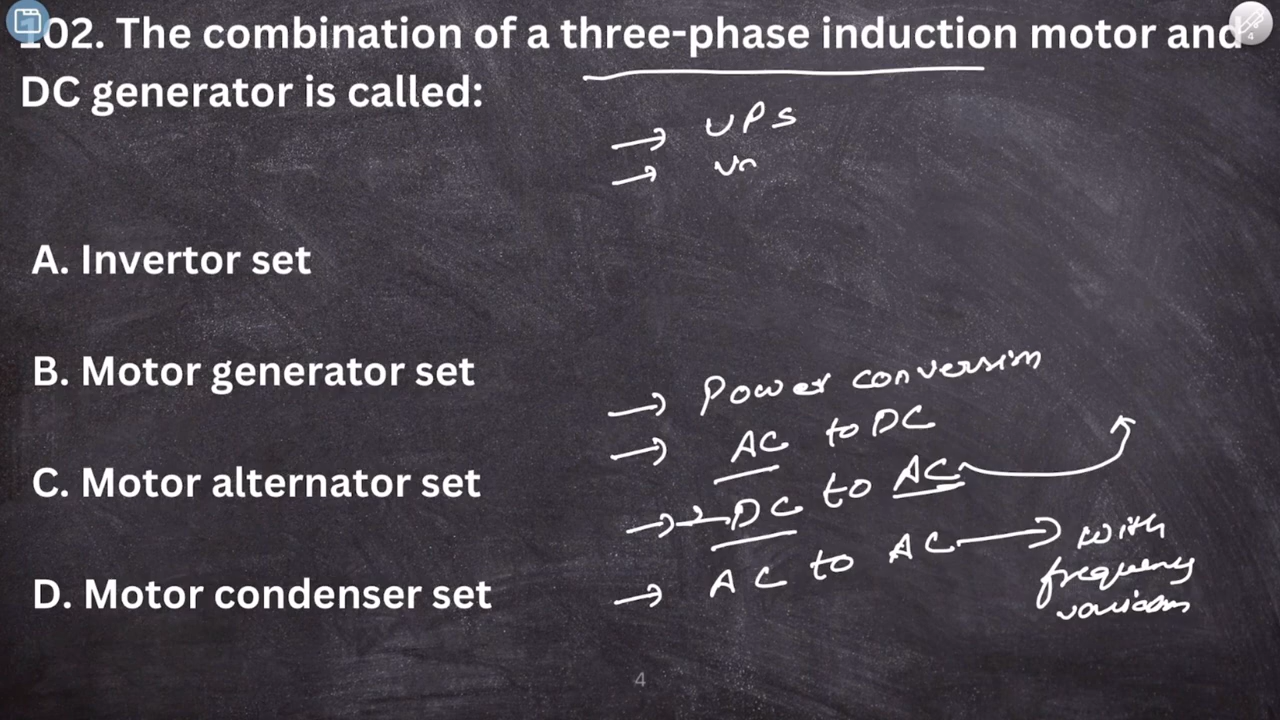 102. The combination of a three-phase induction motor and
DC generator is called:
→ UPS
→
A. Invertor set
B. Motor generator set
→ Power conversion
→ AC to DC
C. Motor alternator set
→ DC to AC
→ AC to AC → with
frequency
D. Motor condenser set
4
4